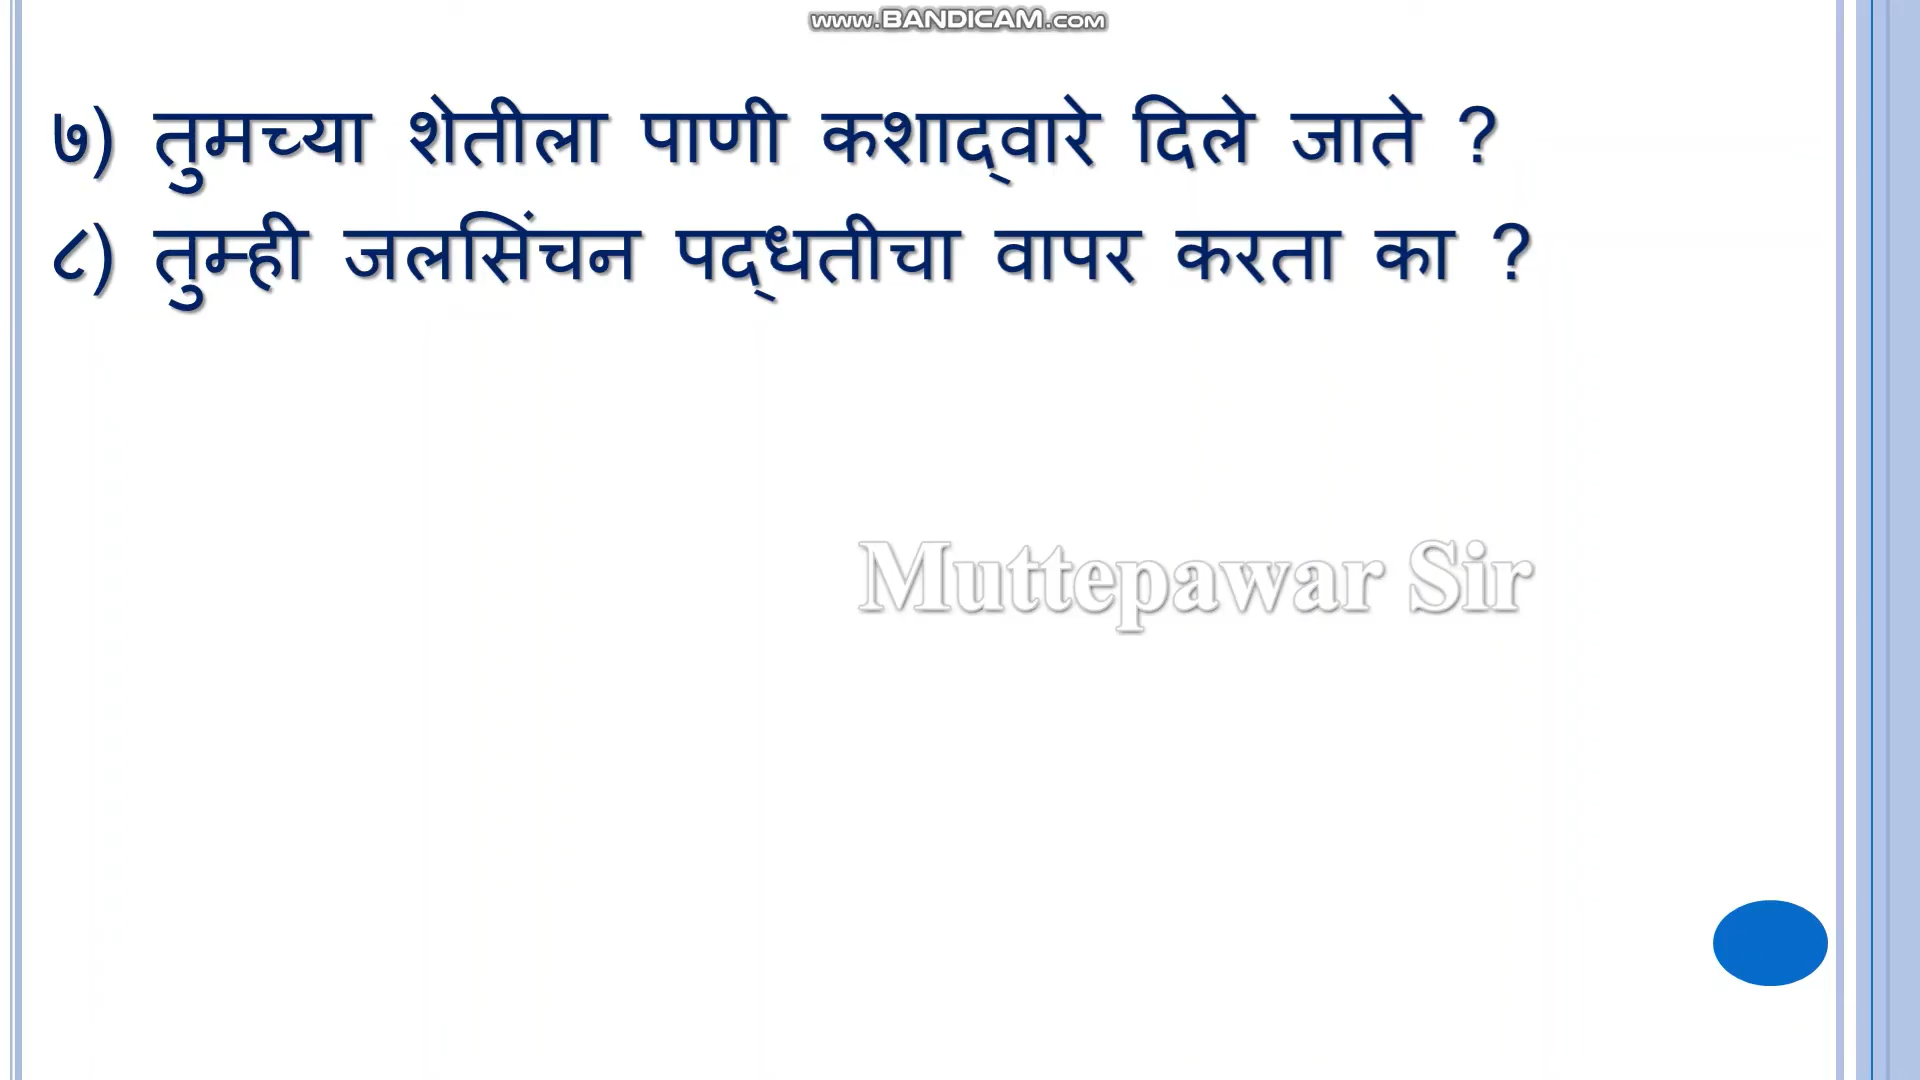 www.BANDICAM.com
७) तुमच्या शेतीला पाणी कशाद्‌वारे दिले जाते ?
८) तुम्ही जलसिंचन पद्‌धतीचा वापर करता का ?
Muttepawar Sir